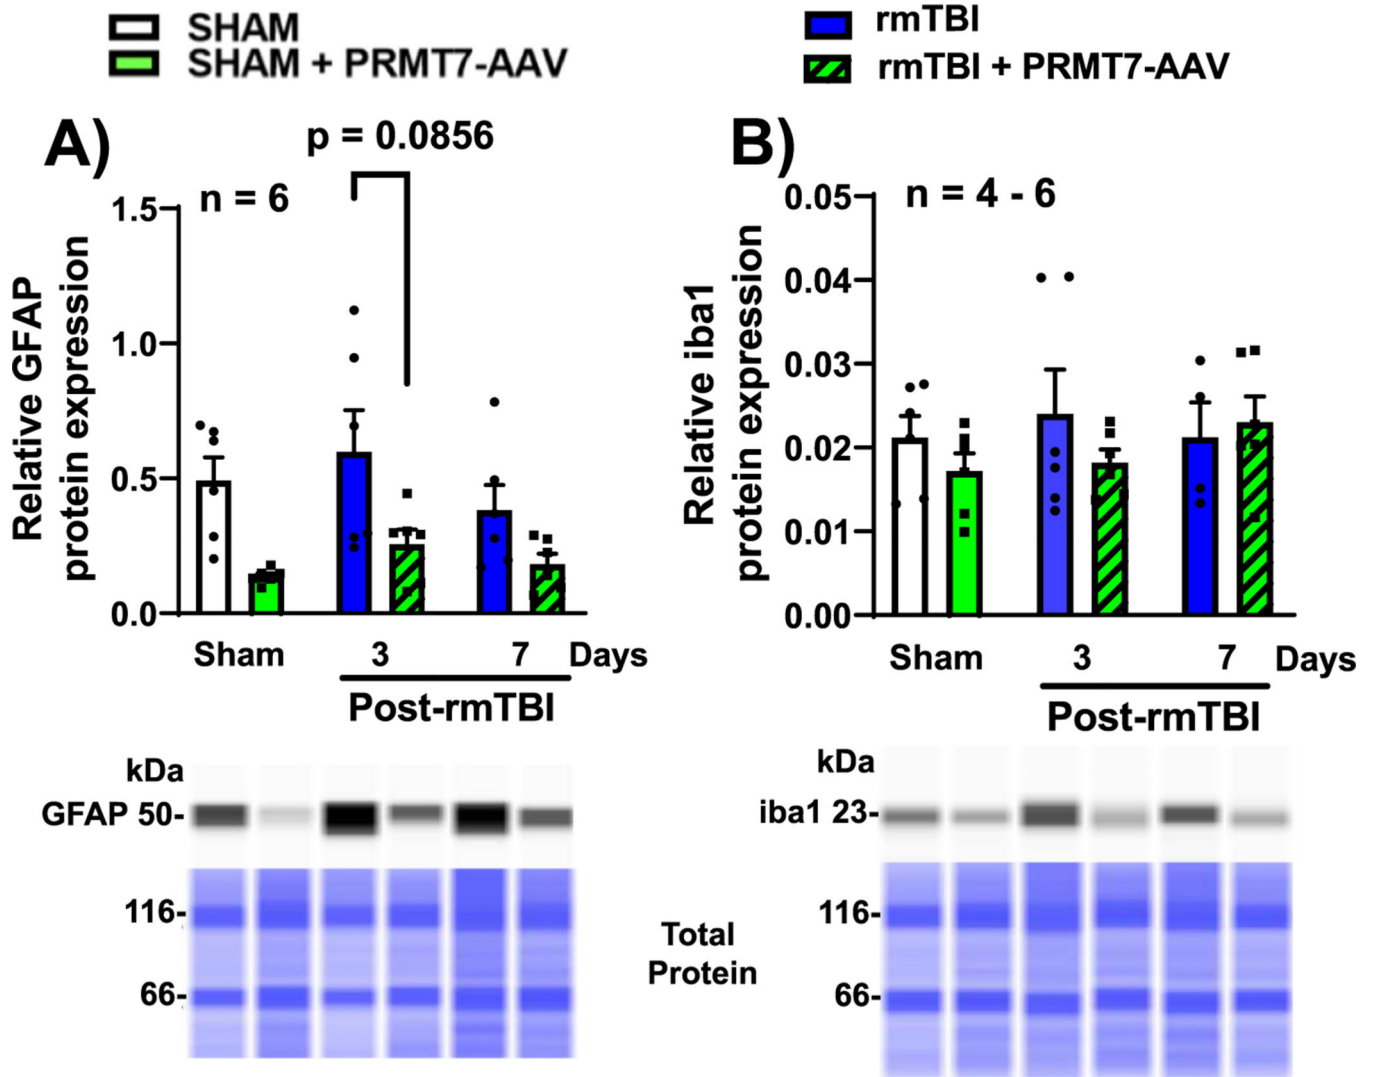 SHAM
SHAM + PRMT7-AAV
rmTBI
rmTBI + PRMT7-AAV
A)
p = 0.0856
n = 6
Relative GFAP
protein expression
1.5
1.0
0.5
0.0
Sham
3
7
Days
Post-rmTBI
kDa
GFAP 50-
116-
66-
B)
n = 4 - 6
Relative iba1
protein expression
0.05
0.04
0.03
0.02
0.01
0.00
Sham
3
7
Days
Post-rmTBI
kDa
iba1 23-
116-
66-
Total
Protein